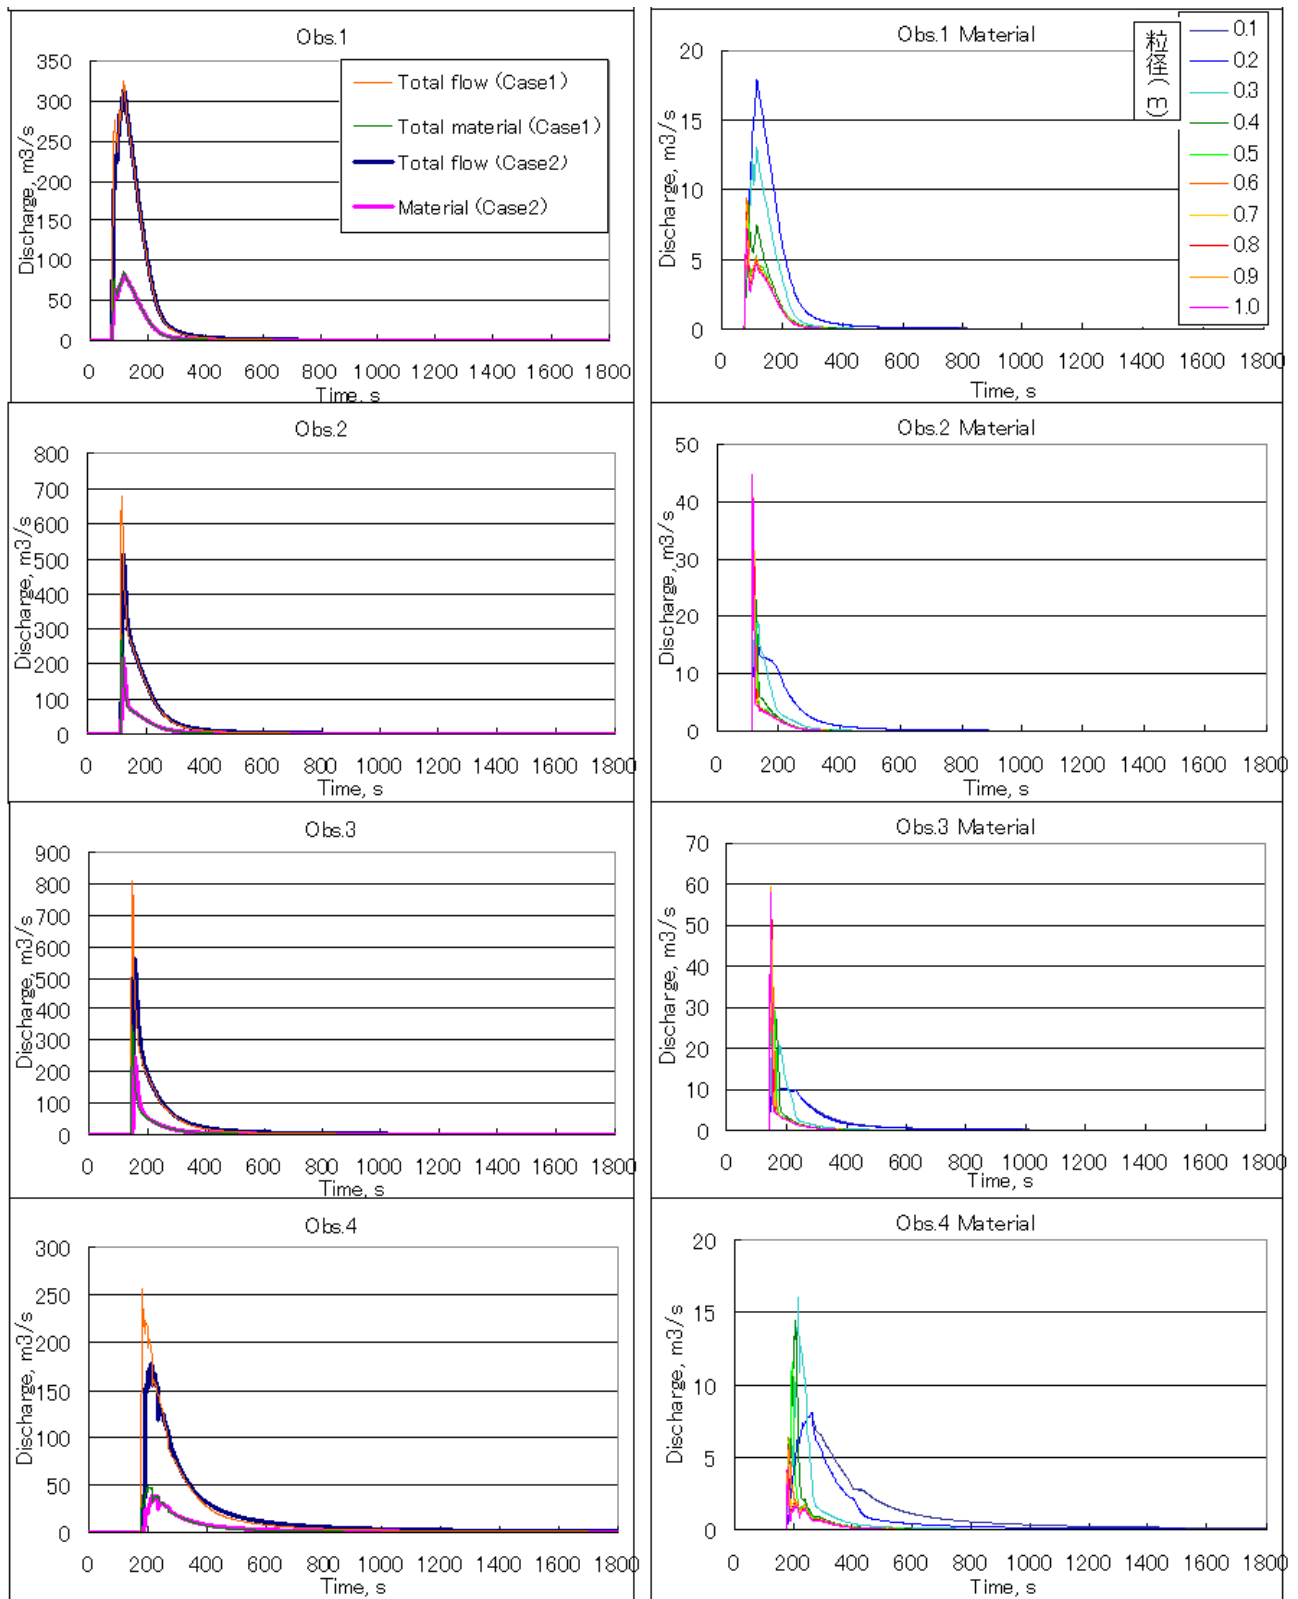 Obs.1
350
300
250
200
150
100
50
0
Discharge, m3/s
Total flow (Case1)
Total material (Case1)
Total flow (Case2)
Material (Case2)
0 200 400 600 800 1000 1200 1400 1600 1800
Time, s
Obs.1 Material
20
15
10
5
0
Discharge, m3/s
粒径(m)
0.1
0.2
0.3
0.4
0.5
0.6
0.7
0.8
0.9
1.0
0 200 400 600 800 1000 1200 1400 1600 1800
Time, s
Obs.2
800
700
600
500
400
300
200
100
0
Discharge, m3/s
0 200 400 600 800 1000 1200 1400 1600 1800
Time, s
Obs.2 Material
50
40
30
20
10
0
Discharge, m3/s
0 200 400 600 800 1000 1200 1400 1600 1800
Time, s
Obs.3
900
800
700
600
500
400
300
200
100
0
Discharge, m3/s
0 200 400 600 800 1000 1200 1400 1600 1800
Time, s
Obs.3 Material
70
60
50
40
30
20
10
0
Discharge, m3/s
0 200 400 600 800 1000 1200 1400 1600 1800
Time, s
Obs.4
300
250
200
150
100
50
0
Discharge, m3/s
0 200 400 600 800 1000 1200 1400 1600 1800
Time, s
Obs.4 Material
20
15
10
5
0
Discharge, m3/s
0 200 400 600 800 1000 1200 1400 1600 1800
Time, s